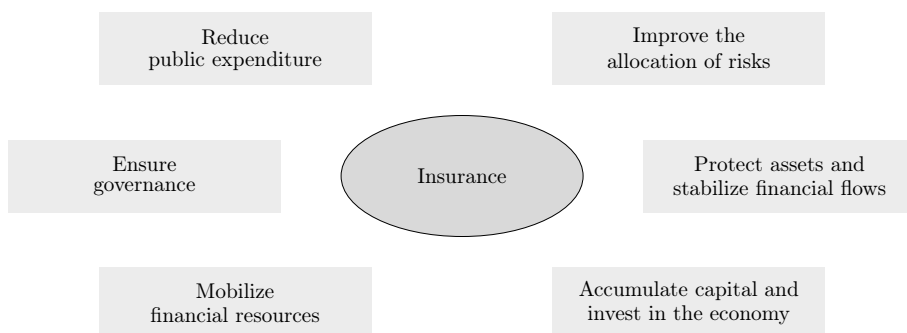 Reduce
public expenditure
Improve the
allocation of risks
Ensure
governance
Insurance
Protect assets and
stabilize financial flows
Mobilize
financial resources
Accumulate capital and
invest in the economy